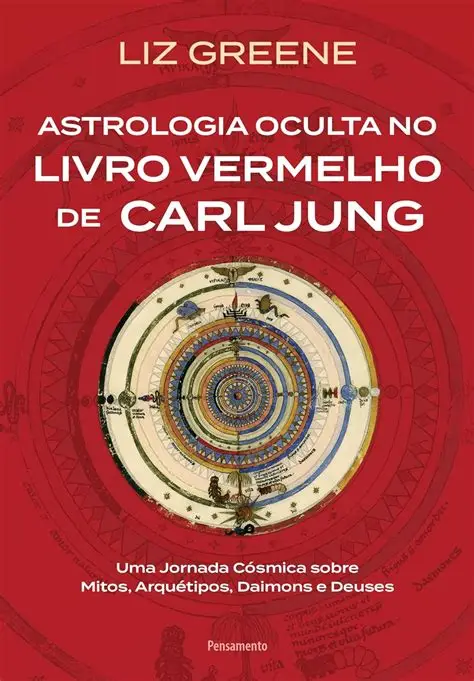 LIZ GREENE
ASTROLOGIA OCULTA NO
LIVRO VERMELHO
DE CARL JUNG
Uma Jornada Cósmica sobre
Mitos, Arquétipos, Daimons e Deuses
Pensamento
daemones